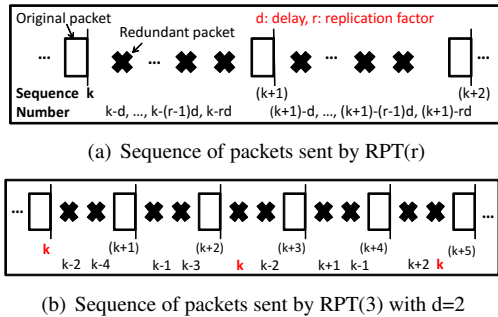 Original packet
d: delay, r: replication factor
Redundant packet
... ... ... ...
Sequence k (k+1) (k+2)
Number k-d, ..., k-(r-1)d, k-rd (k+1)-d, ..., (k+1)-(r-1)d, (k+1)-rd
(a) Sequence of packets sent by RPT(r)
... ...
k (k+1) (k+2) (k+3) (k+4) (k+5)
k-2 k-4 k-1 k-3 k k-2 k+1 k-1 k+2 k
(b) Sequence of packets sent by RPT(3) with d=2